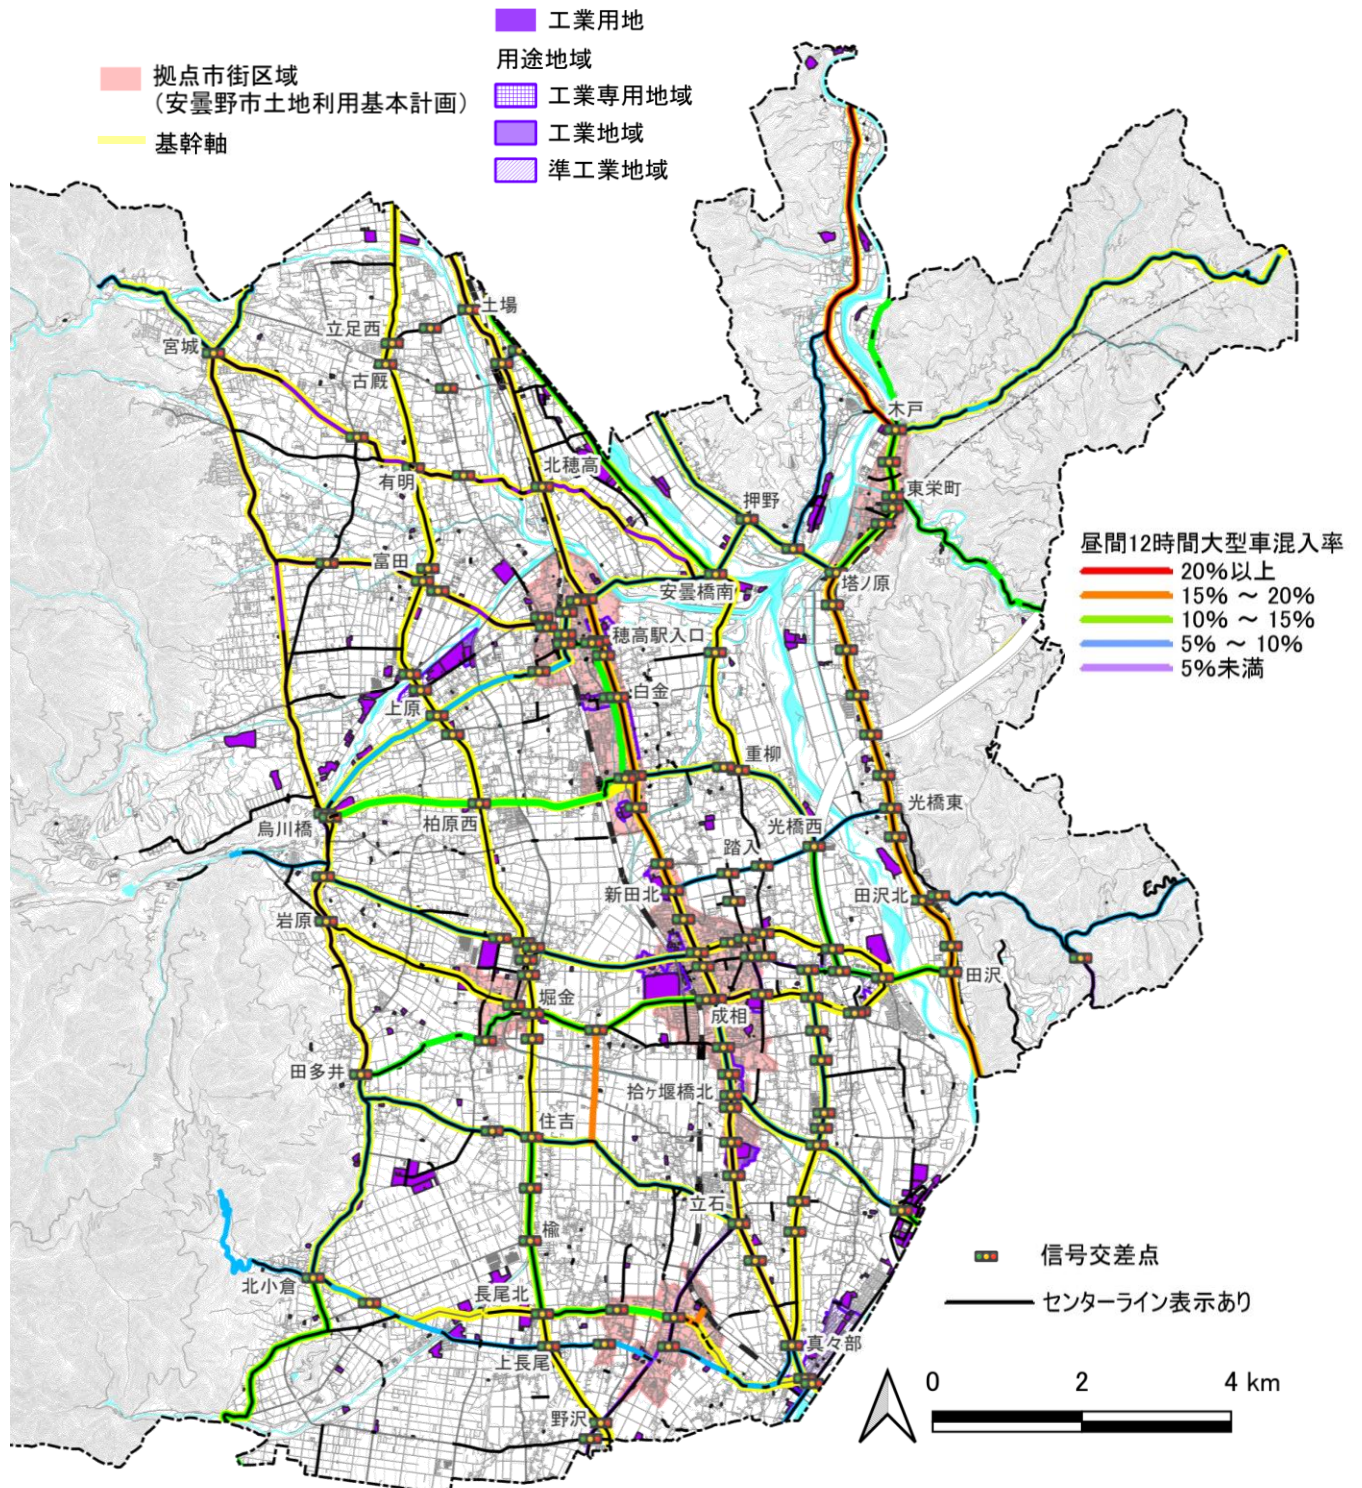 工業用地
用途地域
拠点市街区域
（安曇野市土地利用基本計画）
工業専用地域
基幹軸
工業地域
準工業地域
土場
立足西
宮城
古厩
木戸
北穂高
有明
東栄町
押野
昼間12時間大型車混入率
20%以上
15% ～ 20%
10% ～ 15%
5% ～ 10%
5%未満
富田
安曇橋南
塔ノ原
穂高駅入口
白金
上原
重柳
烏川橋
柏原西
光橋東
光橋西
踏入
新田北
田沢北
岩原
田沢
堀金
成相
田多井
拾ヶ堰橋北
住吉
立石
楡
信号交差点
北小倉
長尾北
センターライン表示あり
真々部
上長尾
野沢
0 2 4 km